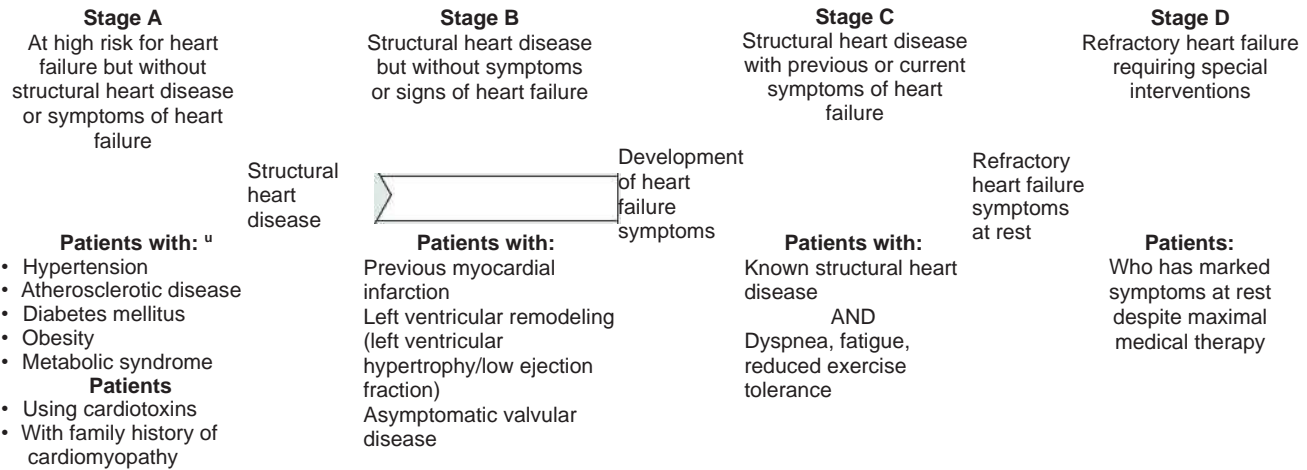 Stage A
At high risk for heart
failure but without
structural heart disease
or symptoms of heart
failure
Stage B
Structural heart disease
but without symptoms
or signs of heart failure
Stage C
Structural heart disease
with previous or current
symptoms of heart
failure
Stage D
Refractory heart failure
requiring special
interventions
Structural
heart
disease
Development
of heart
failure
symptoms
Refractory
heart failure
symptoms
at rest
Patients with: u
• Hypertension
• Atherosclerotic disease
• Diabetes mellitus
• Obesity
• Metabolic syndrome
Patients
• Using cardiotoxins
• With family history of
cardiomyopathy
Patients with:
Previous myocardial
infarction
Left ventricular remodeling
(left ventricular
hypertrophy/low ejection
fraction)
Asymptomatic valvular
disease
Patients with:
Known structural heart
disease
AND
Dyspnea, fatigue,
reduced exercise
tolerance
Patients:
Who has marked
symptoms at rest
despite maximal
medical therapy